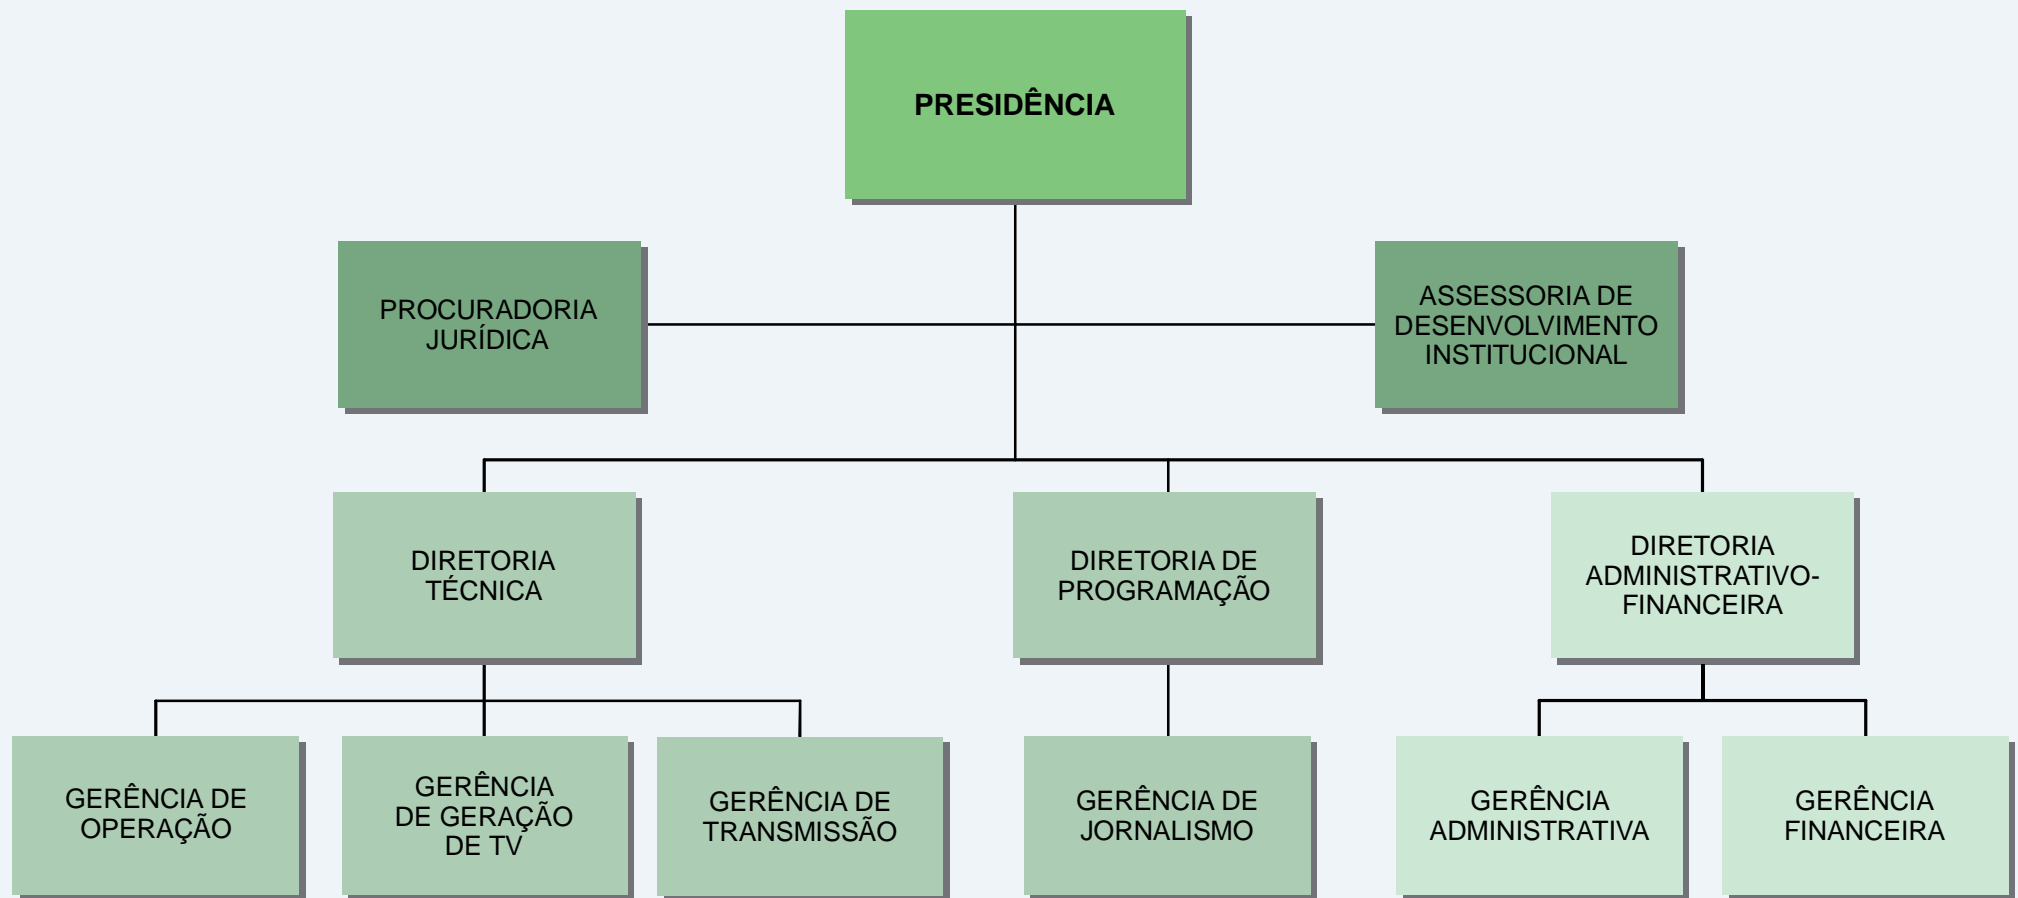 PRESIDÊNCIA
PROCURADORIA
JURÍDICA
ASSESSORIA DE
DESENVOLVIMENTO
INSTITUCIONAL
DIRETORIA
TÉCNICA
DIRETORIA DE
PROGRAMAÇÃO
DIRETORIA
ADMINISTRATIVO-
FINANCEIRA
GERÊNCIA DE
OPERAÇÃO
GERÊNCIA
DE GERAÇÃO
DE TV
GERÊNCIA DE
TRANSMISSÃO
GERÊNCIA DE
JORNALISMO
GERÊNCIA
ADMINISTRATIVA
GERÊNCIA
FINANCEIRA